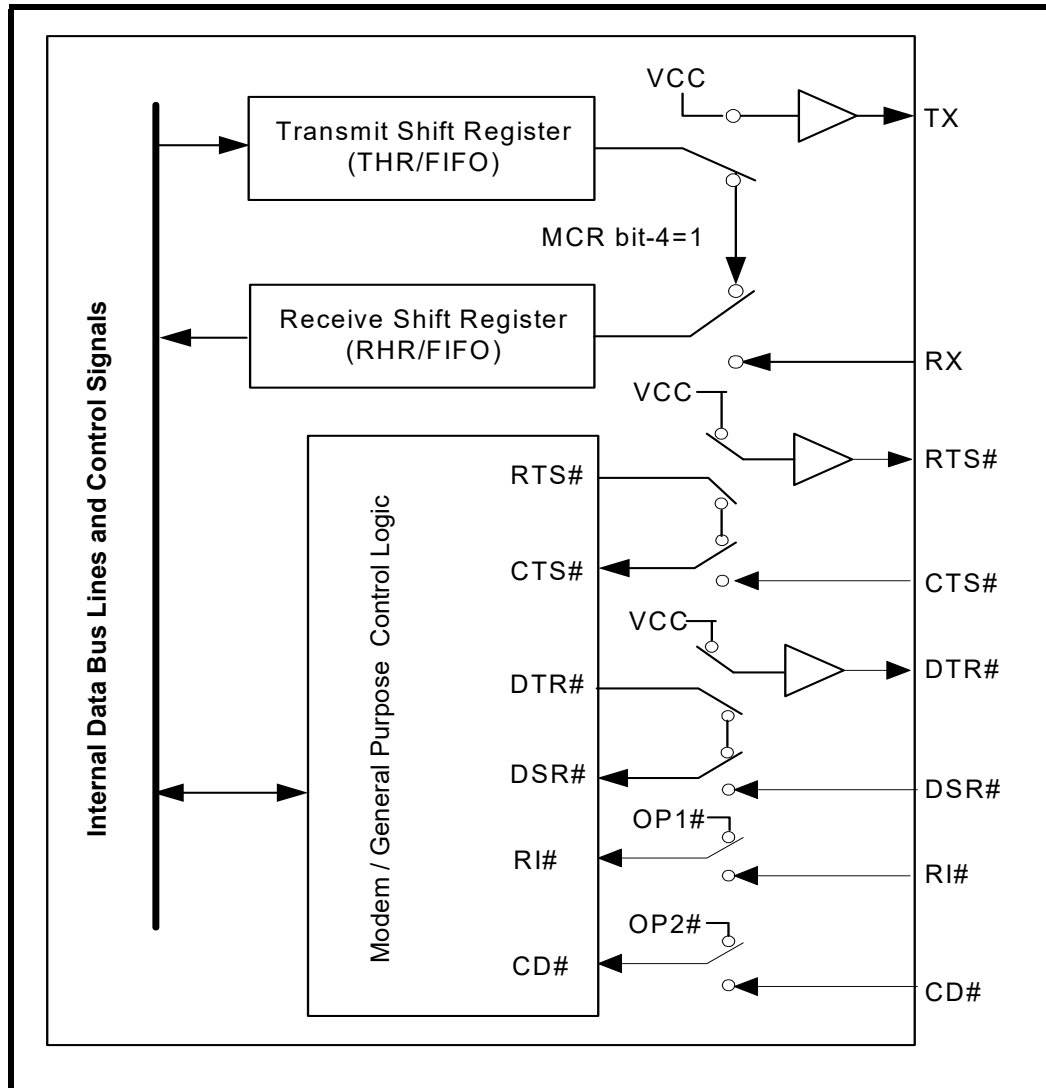 VCC
TX
Transmit Shift Register
(THR/FIFO)
MCR bit-4=1
Receive Shift Register
(RHR/FIFO)
RX
VCC
RTS#
RTS#
CTS#
CTS#
VCC
DTR#
DTR#
DSR#
DSR#
OP1#
RI#
RI#
OP2#
CD#
CD#
Internal Data Bus Lines and Control Signals
Modem / General Purpose Control Logic